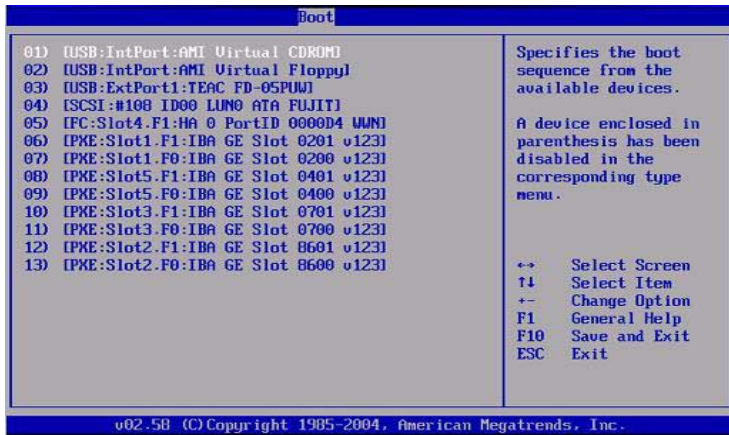 Boot
01) [USB:IntPort:AMI Virtual CDROM]
02) [USB:IntPort:AMI Virtual Floppy]
03) [USB:ExtPort1:TEAC FD-05PUW]
04) [SCSI:#108 ID00 LUN0 ATA FUJIT]
05) [FC:Slot4.F1:HA 0 PortID 0000D4 WWN]
06) [PXE:Slot1.F1:IBA GE Slot 0201 v123]
07) [PXE:Slot1.F0:IBA GE Slot 0200 v123]
08) [PXE:Slot5.F1:IBA GE Slot 0401 v123]
09) [PXE:Slot5.F0:IBA GE Slot 0400 v123]
10) [PXE:Slot3.F1:IBA GE Slot 0701 v123]
11) [PXE:Slot3.F0:IBA GE Slot 0700 v123]
12) [PXE:Slot2.F1:IBA GE Slot 8601 v123]
13) [PXE:Slot2.F0:IBA GE Slot 8600 v123]
Specifies the boot
sequence from the
available devices.
A device enclosed in
parenthesis has been
disabled in the
corresponding type
menu.
↔ Select Screen
↑↓ Select Item
+- Change Option
F1 General Help
F10 Save and Exit
ESC Exit
v02.58 (C)Copyright 1985-2004, American Megatrends, Inc.